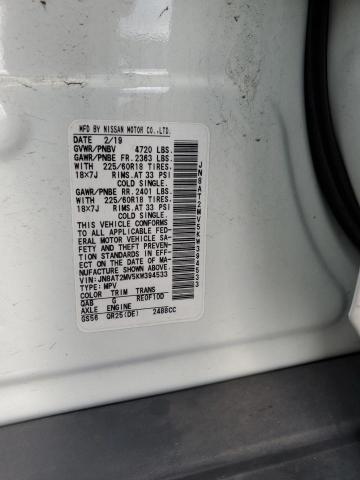 MFD BY NISSAN MOTOR CO.,LTD.
DATE 2/19
GVWR/PNBV 4720 LBS.
GAWR/PNBE FR. 2363 LBS.
WITH 225/60R18 TIRES.
18×7J RIMS.AT 33 PSI
COLD SINGLE.
GAWR/PNBE RR. 2401 LBS.
WITH 225/60R18 TIRES.
18×7J RIMS.AT 33 PSI
COLD SINGLE.
THIS VEHICLE CONFORMS
TO ALL APPLICABLE FED-
ERAL MOTOR VEHICLE SA-
FETY AND THEFT PREVEN-
TION STANDARDS IN EFF-
ECT ON THE DATE OF MA-
NUFACTURE SHOWN ABOVE.
VIN:JN8AT2MV5KW394533
TYPE:MPV
COLOR TRIM TRANS
QAB G RE0F10D
AXLE ENGINE
GS56 QR25(DE) 2488CC
JN8AT2MV5KW394533